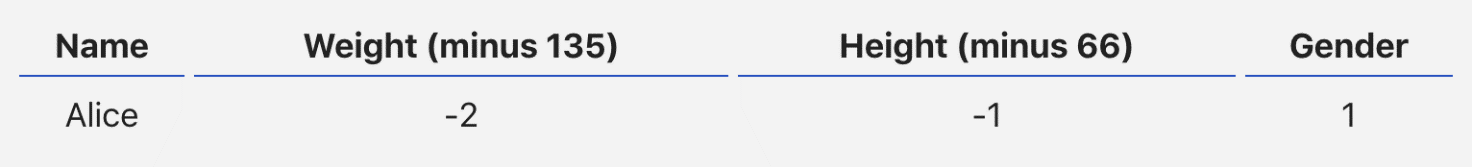 Name Weight (minus 135) Height (minus 66) Gender
Alice -2 -1 1